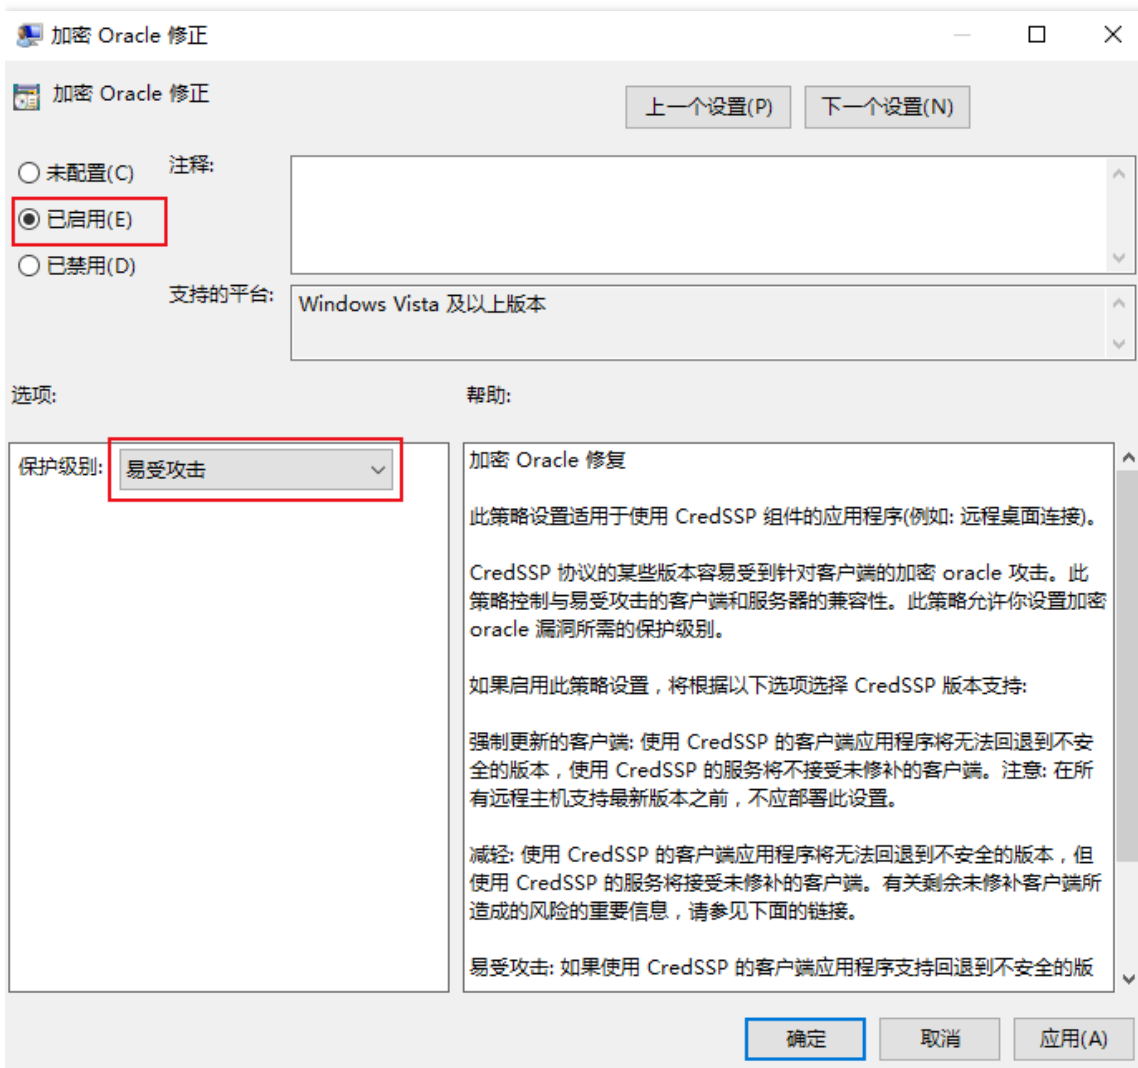 加密 Oracle 修正
加密 Oracle 修正
上一个设置(P)
下一个设置(N)
未配置(C)
注释:
已启用(E)
已禁用(D)
支持的平台:
Windows Vista 及以上版本
选项:
帮助:
保护级别:
易受攻击
加密 Oracle 修复
此策略设置适用于使用 CredSSP 组件的应用程序(例如: 远程桌面连接)。
CredSSP 协议的某些版本容易受到针对客户端的加密 oracle 攻击。此
策略控制与易受攻击的客户端和服务器的兼容性。此策略允许你设置加密
oracle 漏洞所需的保护级别。
如果启用此策略设置，将根据以下选项选择 CredSSP 版本支持:
强制更新的客户端: 使用 CredSSP 的客户端应用程序将无法回退到不安
全的版本，使用 CredSSP 的服务将不接受未修补的客户端。注意: 在所
有远程主机支持最新版本之前，不应部署此设置。
减轻: 使用 CredSSP 的客户端应用程序将无法回退到不安全的版本，但
使用 CredSSP 的服务将接受未修补的客户端。有关剩余未修补客户端所
造成的风险的重要信息，请参见下面的链接。
易受攻击: 如果使用 CredSSP 的客户端应用程序支持回退到不安全的版
确定
取消
应用(A)